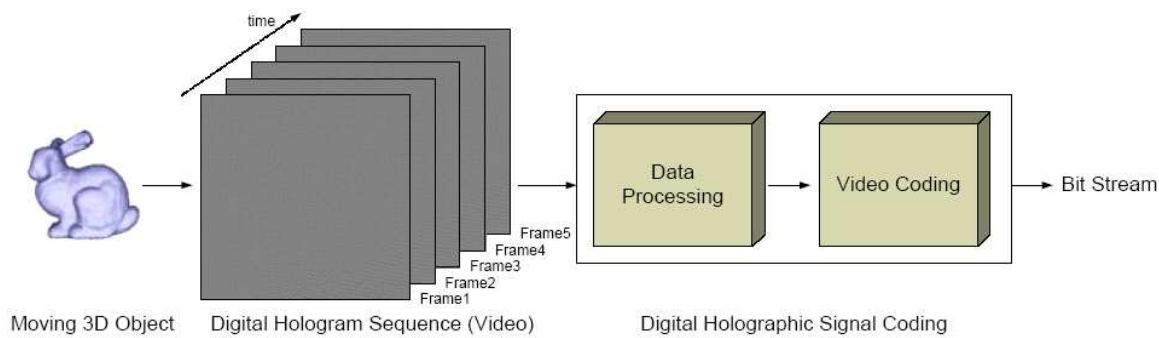 time
Frame5
Frame4
Frame3
Frame2
Frame1
Data
Processing
Video Coding
Bit Stream
Moving 3D Object
Digital Hologram Sequence (Video)
Digital Holographic Signal Coding